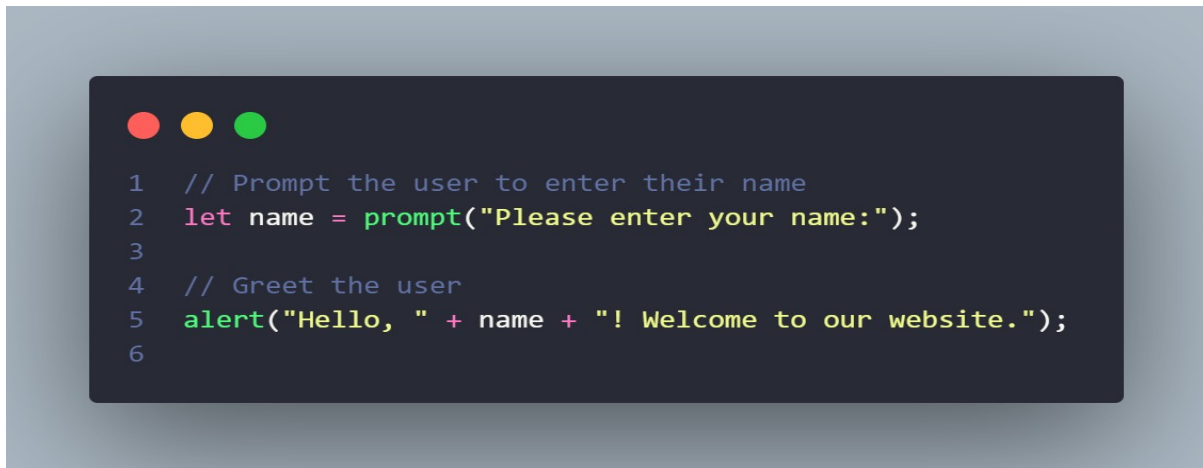 1 // Prompt the user to enter their name
2 let name = prompt("Please enter your name:");
3
4 // Greet the user
5 alert("Hello, " + name + "! Welcome to our website.");
6